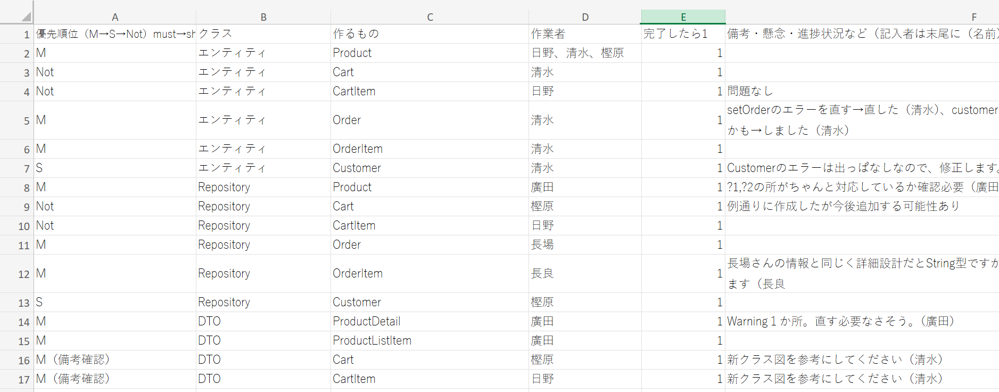 A B C D E F
1 優先順位（M→S→Not）must→sh クラス 作るもの 作業者 完了したら1 備考・懸念・進捗状況など（記入者は末尾に（名前）
2 M エンティティ Product 日野、清水、樫原 1
3 Not エンティティ Cart 清水 1
4 Not エンティティ CartItem 日野 1 問題なし
5 M エンティティ Order 清水 1 setOrderのエラーを直す→直した（清水）、customer
かも→しました（清水）
6 M エンティティ OrderItem 清水 1
7 S エンティティ Customer 清水 1 Customerのエラーは出っぱなしなので、修正します。
8 M Repository Product 廣田 1 ?1,?2の所がちゃんと対応しているか確認必要（廣田
9 Not Repository Cart 樫原 1 例通りに作成したが今後追加する可能性あり
10 Not Repository CartItem 日野 1
11 M Repository Order 長場 1
12 M Repository OrderItem 長良 1 長場さんの情報と同じく詳細設計だとString型ですが
ます（長良
13 S Repository Customer 樫原 1
14 M DTO ProductDetail 廣田 1 Warning１か所。直す必要なさそう。（廣田）
15 M DTO ProductListItem 廣田 1
16 M（備考確認） DTO Cart 樫原 1 新クラス図を参考にしてください（清水）
17 M（備考確認） DTO CartItem 日野 1 新クラス図を参考にしてください（清水）